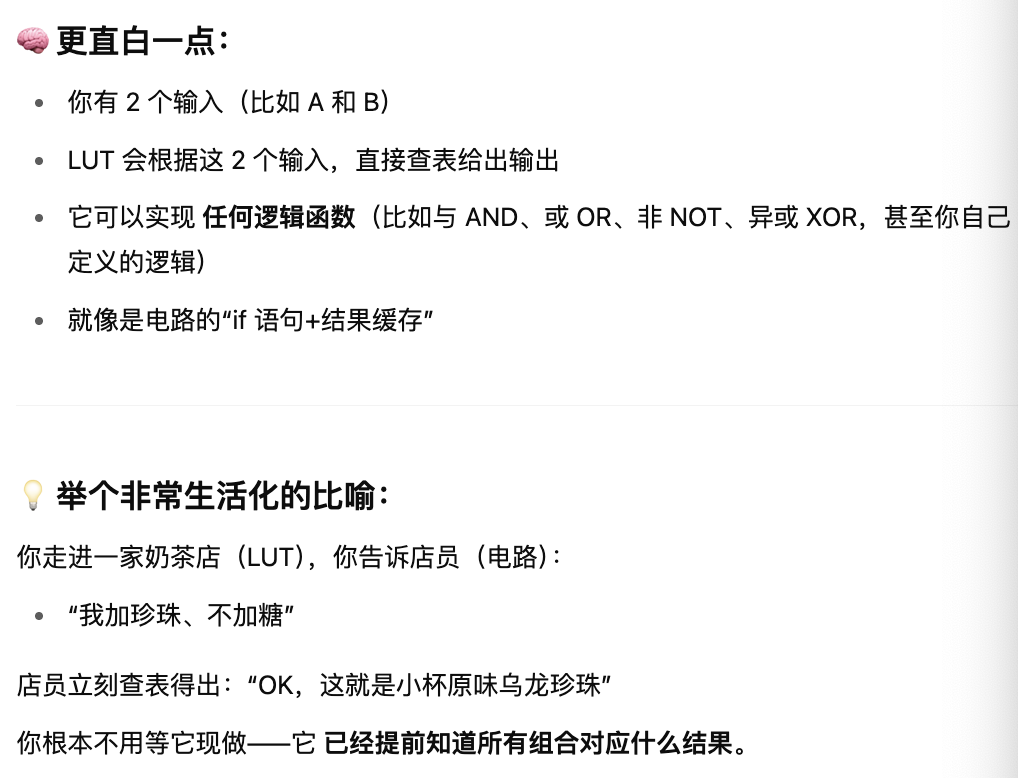 🧠 更直白一点：
• 你有 2 个输入（比如 A 和 B）
• LUT 会根据这 2 个输入，直接查表给出输出
• 它可以实现 任何逻辑函数（比如与 AND、或 OR、非 NOT、异或 XOR，甚至你自己
定义的逻辑）
• 就像是电路的“if 语句+结果缓存”
💡 举个非常生活化的比喻：
你走进一家奶茶店（LUT），你告诉店员（电路）：
• “我加珍珠、不加糖”
店员立刻查表得出：“OK，这就是小杯原味乌龙珍珠”
你根本不用等它现做——它 已经提前知道所有组合对应什么结果。